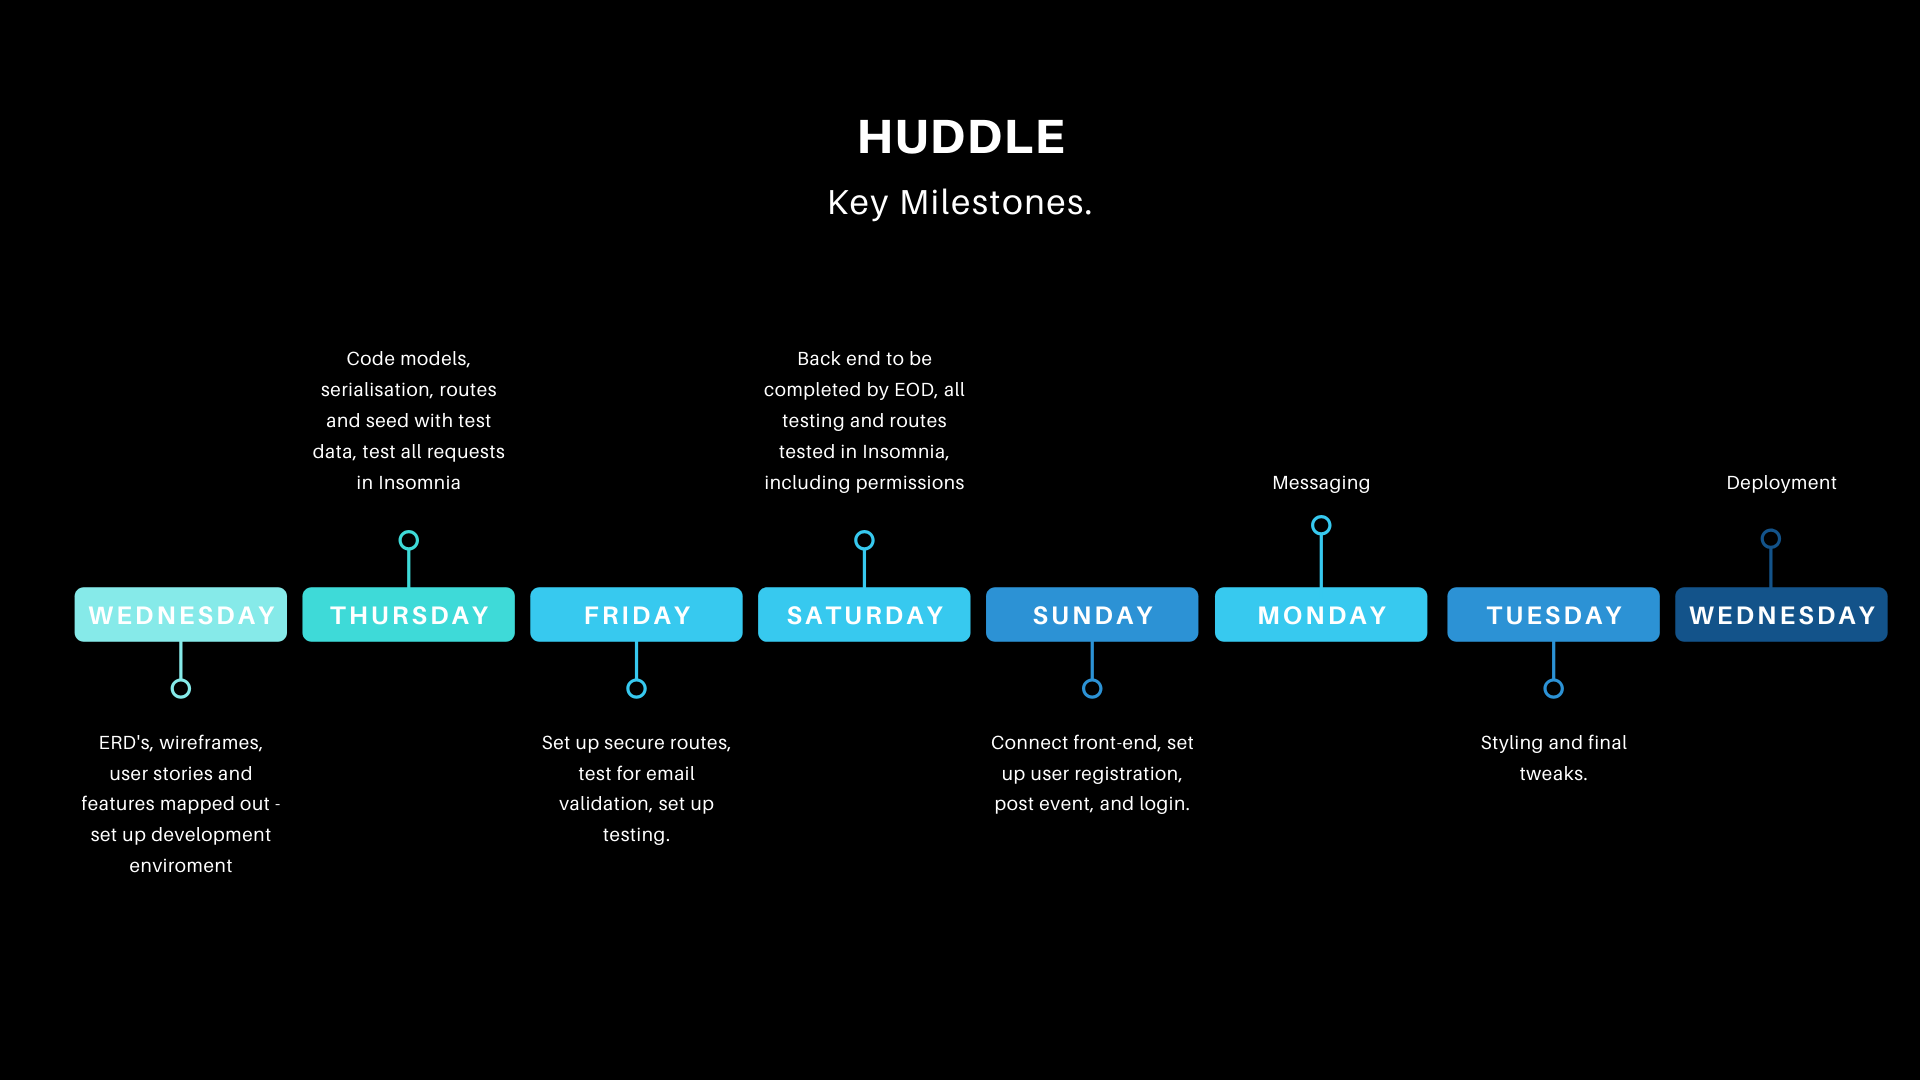 HUDDLE
Key Milestones.
Code models,
serialisation, routes
and seed with test
data, test all requests
in Insomnia
Back end to be
completed by EOD, all
testing and routes
tested in Insomnia,
including permissions
Messaging
Deployment
WEDNESDAY
THURSDAY
FRIDAY
SATURDAY
SUNDAY
MONDAY
TUESDAY
WEDNESDAY
ERD's, wireframes,
user stories and
features mapped out -
set up development
enviroment
Set up secure routes,
test for email
validation, set up
testing.
Connect front-end, set
up user registration,
post event, and login.
Styling and final
tweaks.